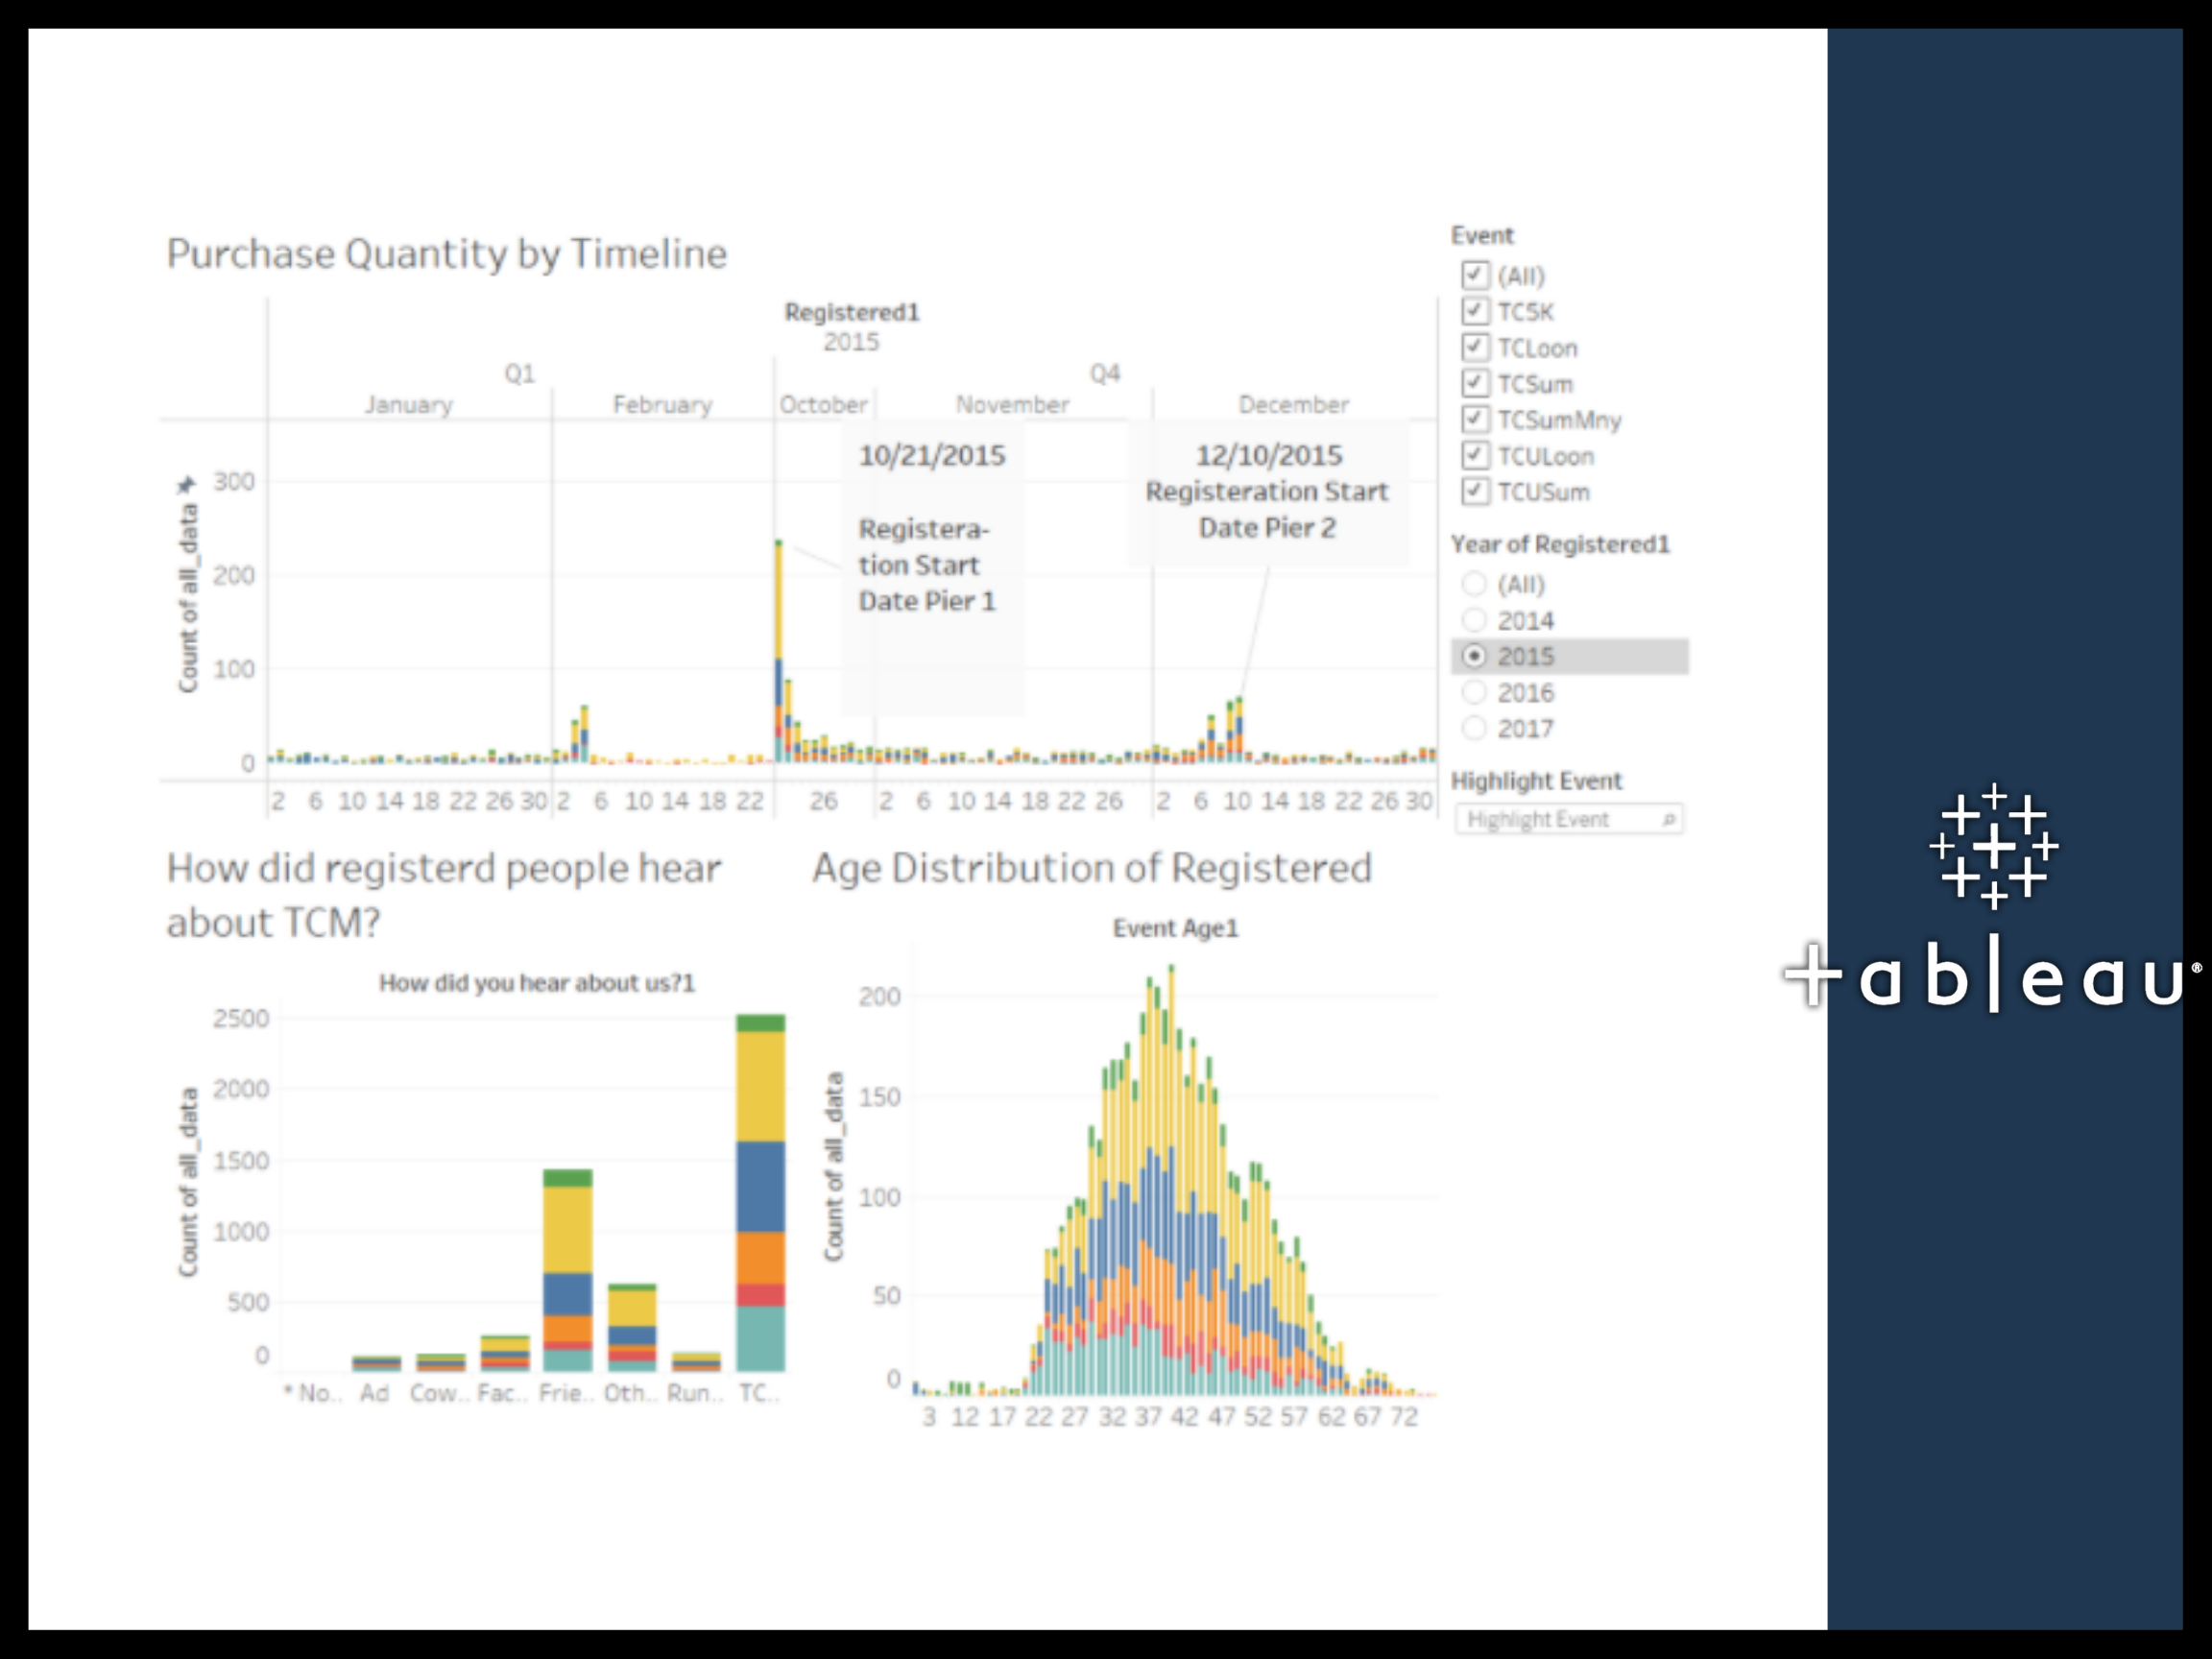 Purchase Quantity by Timeline
Registered1
2015
Q1
Q4
January
February
October
November
December
Count of all_data
300
200
100
0
10/21/2015
Registera-
tion Start
Date Pier 1
12/10/2015
Registeration Start
Date Pier 2
2 6 10 14 18 22 26 30 2 6 10 14 18 22 26 2 6 10 14 18 22 26 2 6 10 14 18 22 26 30
Event
(All)
TC5K
TCLoon
TCSum
TCSumMny
TCULoon
TCUSum
Year of Registered1
(All)
2014
2015
2016
2017
Highlight Event
Highlight Event
How did registerd people hear
about TCM?
How did you hear about us?1
Count of all_data
2500
2000
1500
1000
500
0
* No.. Ad Cow.. Fac.. Frie.. Oth.. Run.. TC..
Age Distribution of Registered
Event Age1
Count of all_data
200
150
100
50
0
3 12 17 22 27 32 37 42 47 52 57 62 67 72
+ableau®